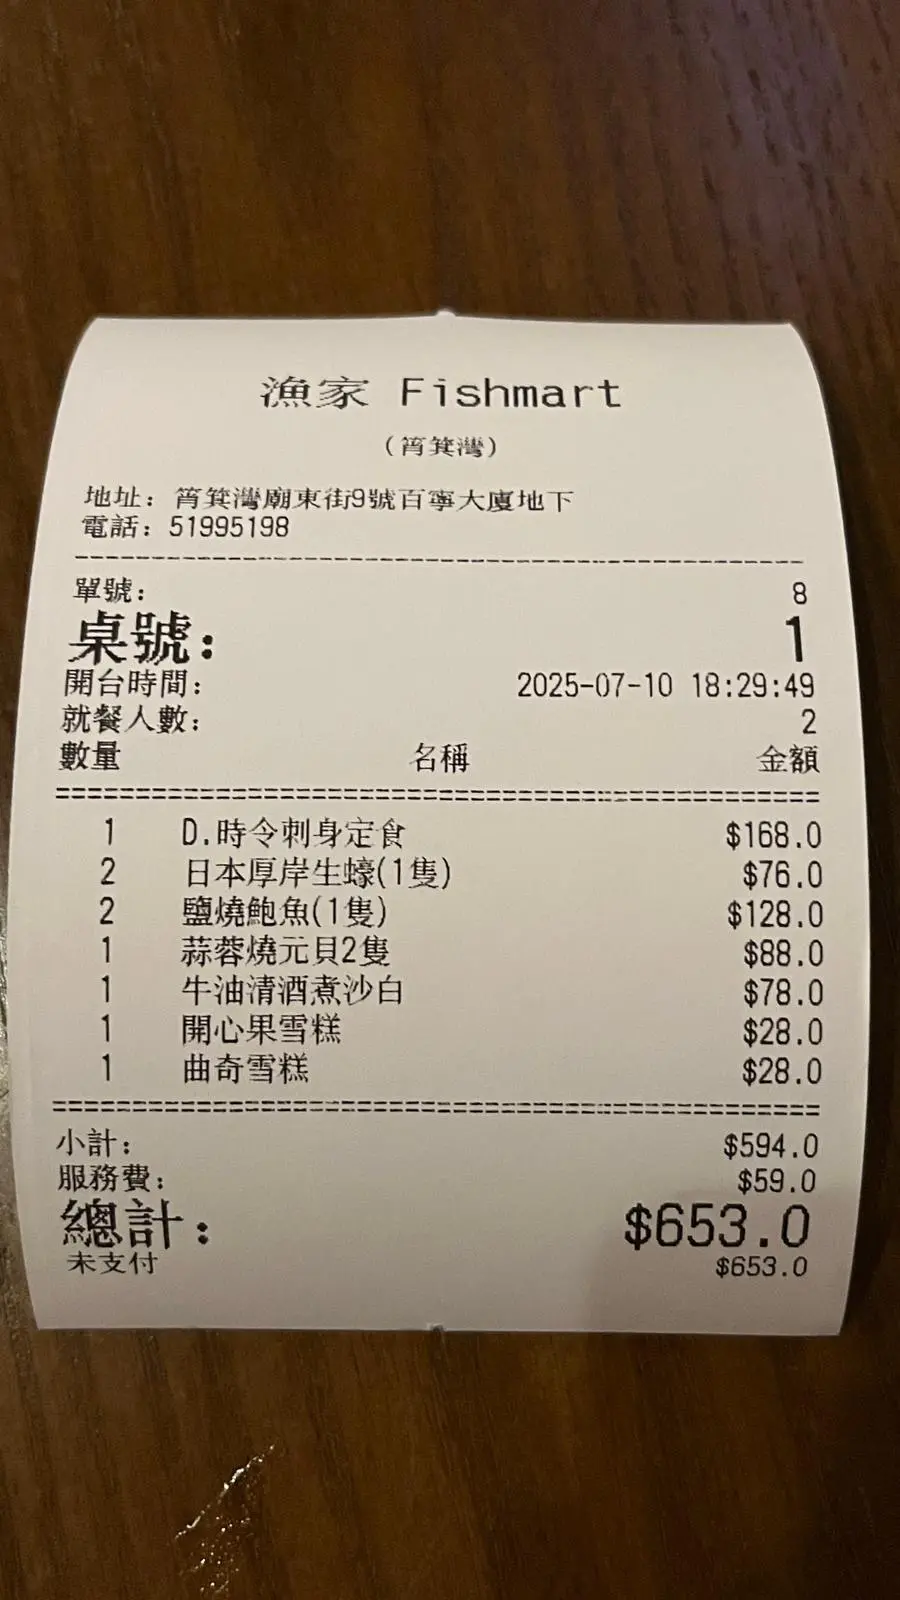 漁家 Fishmart
(筲箕灣)
地址: 筲箕灣廟東街9號百寧大廈地下
電話: 51995198
單號: 8
桌號: 1
開台時間: 2025-07-10 18:29:49
就餐人數: 2
數量 名稱 金額
1 D.時令刺身定食 $168.0
2 日本厚岸生蠔(1隻) $76.0
2 鹽燒鮑魚(1隻) $128.0
1 蒜蓉燒元貝2隻 $88.0
1 牛油清酒煮沙白 $78.0
1 開心果雪糕 $28.0
1 曲奇雪糕 $28.0
小計: $594.0
服務費: $59.0
總計: $653.0
未支付 $653.0